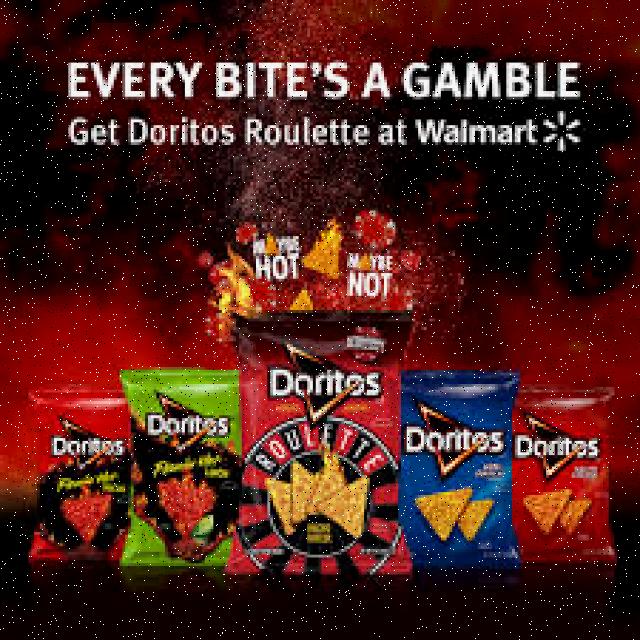 EVERY BITE'S A GAMBLE
Get Doritos Roulette at Walmart
MAYBE
HOT
MAYBE
NOT
Doritos
ROULETTE
Doritos
Doritos
Doritos
Doritos